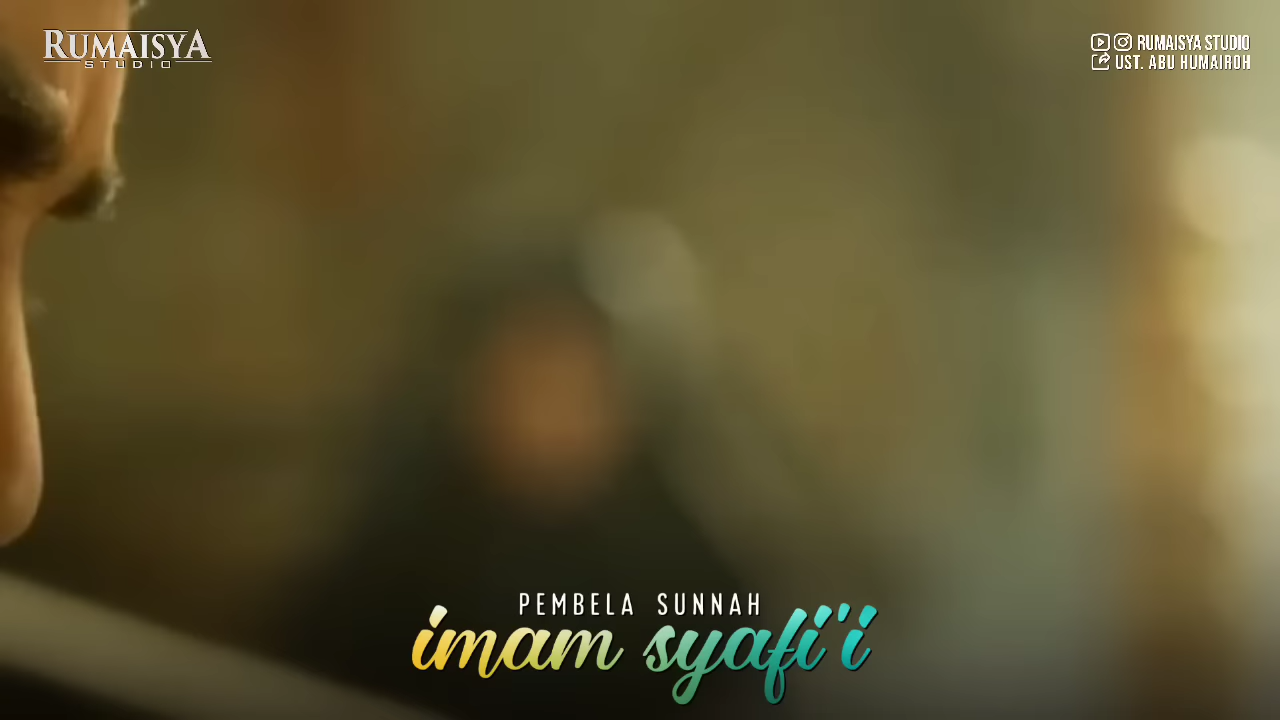 RUMAISYA
STUDIO
RUMAISYA STUDIO
UST. ABU HUMAIROH
PEMBELA SUNNAH
imam syafi'i